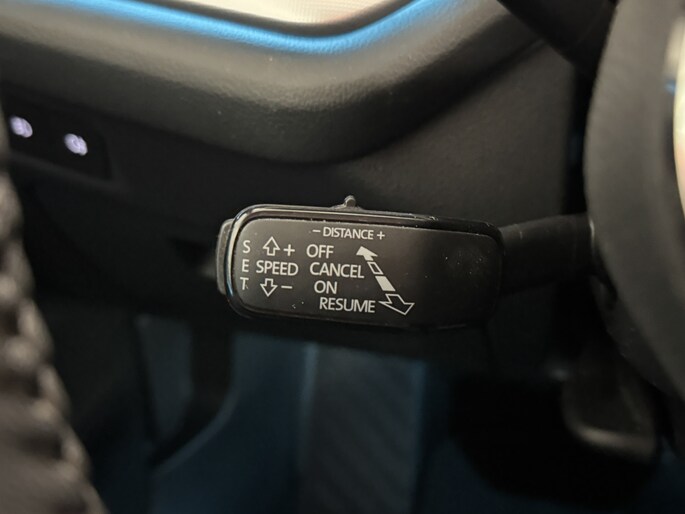 − DISTANCE +
S + OFF
E SPEED CANCEL
T − ON
RESUME